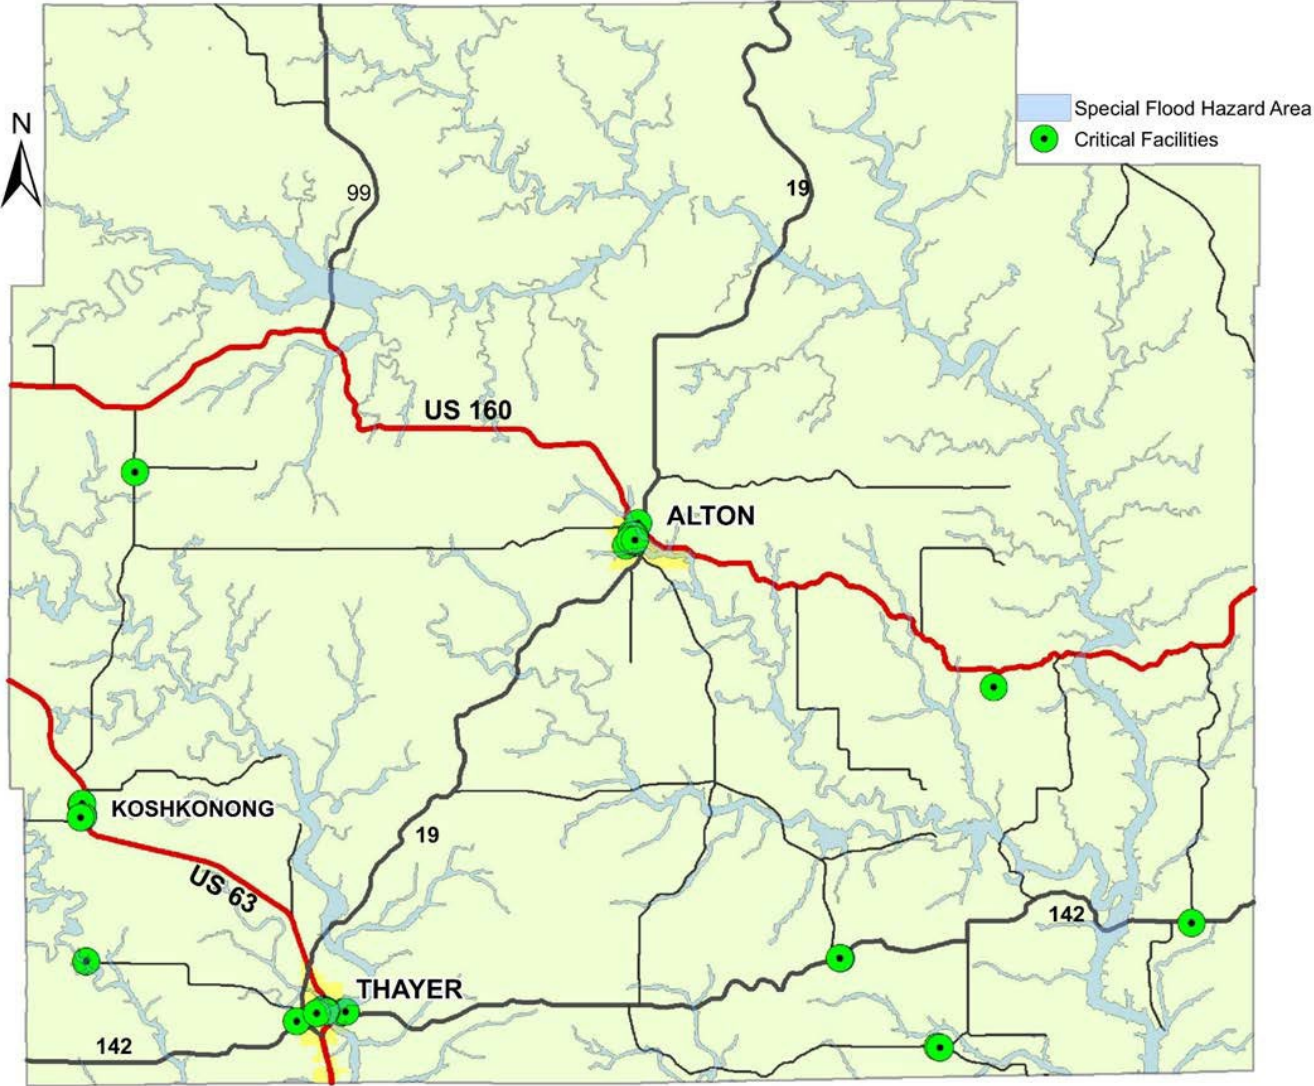 N
Special Flood Hazard Area
Critical Facilities
99
19
US 160
ALTON
KOSHKONONG
19
US 63
142
THAYER
142